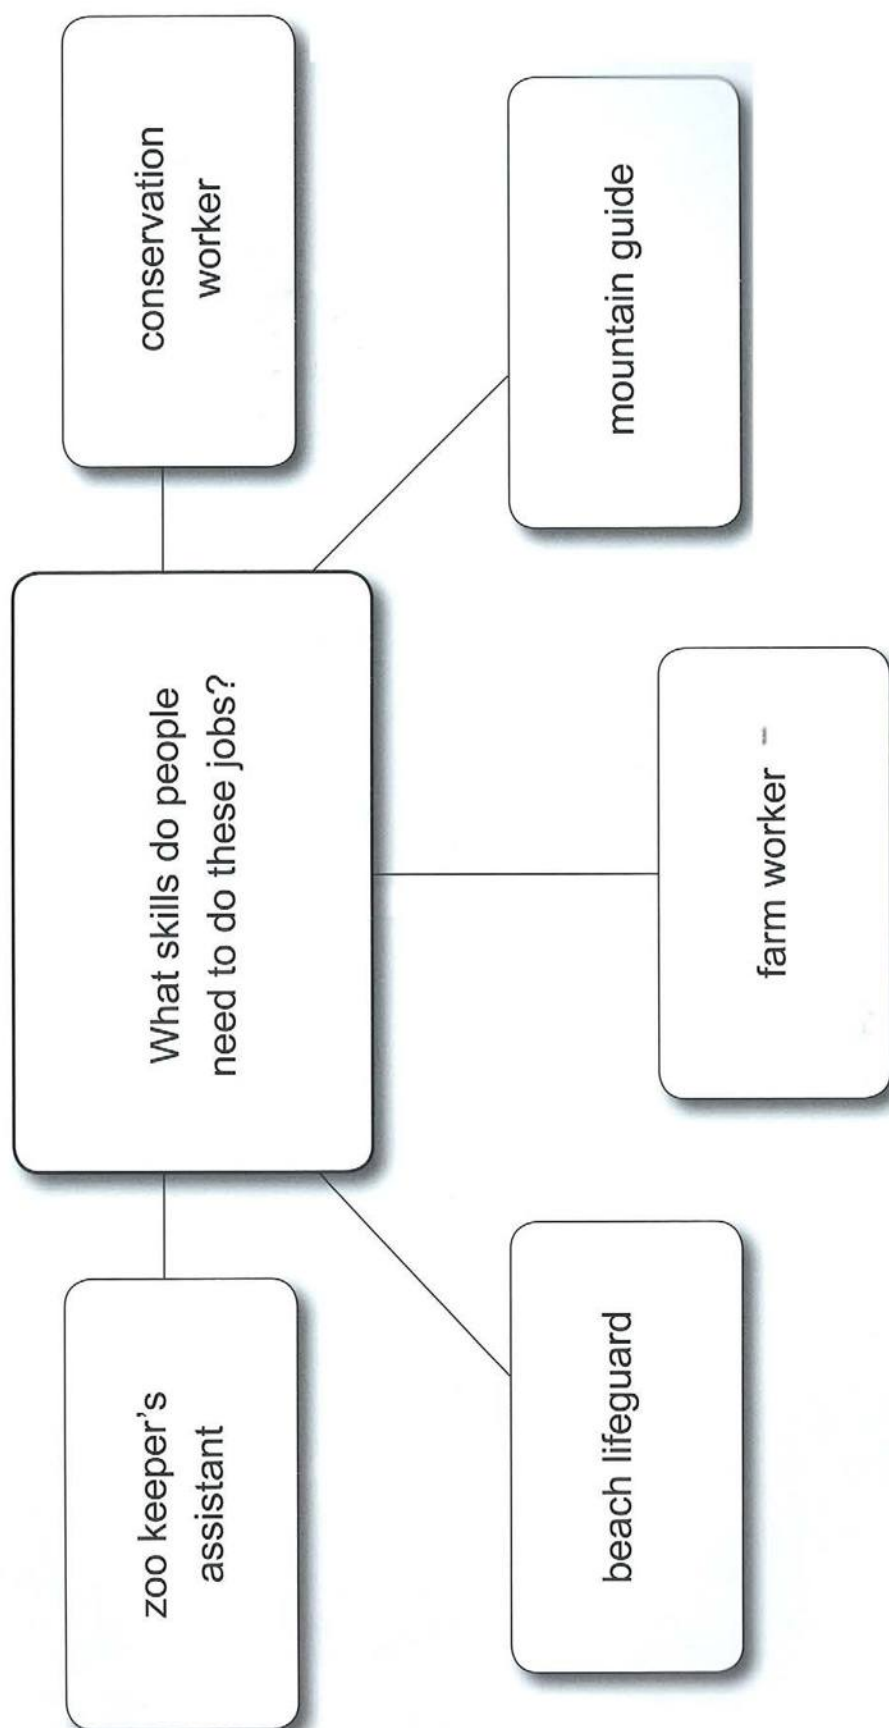 What skills do people
need to do these jobs?
zoo keeper's
assistant
beach lifeguard
farm worker
mountain guide
conservation
worker